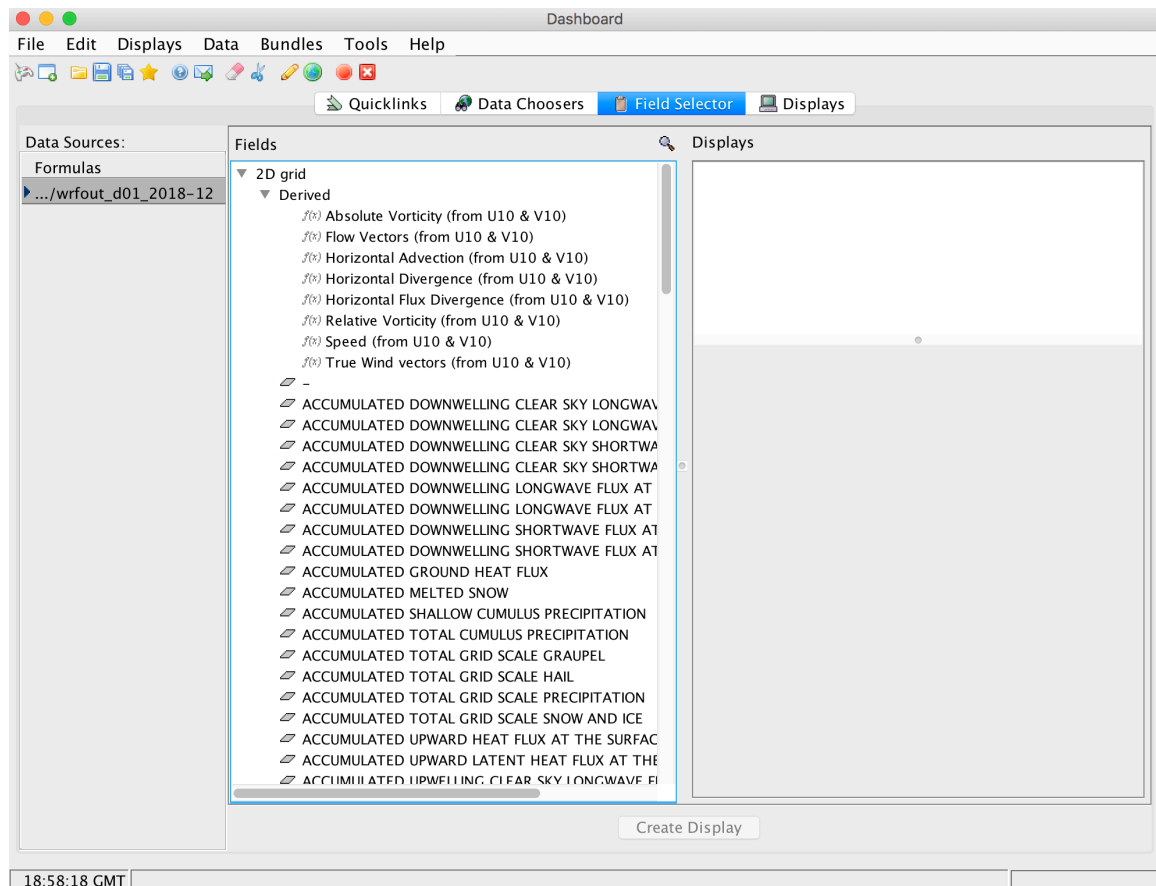 Dashboard
File Edit Displays Data Bundles Tools Help
Quicklinks Data Choosers Field Selector Displays
Data Sources:
Formulas
.../wrfout_d01_2018-12
Fields
2D grid
Derived
f(x) Absolute Vorticity (from U10 & V10)
f(x) Flow Vectors (from U10 & V10)
f(x) Horizontal Advection (from U10 & V10)
f(x) Horizontal Divergence (from U10 & V10)
f(x) Horizontal Flux Divergence (from U10 & V10)
f(x) Relative Vorticity (from U10 & V10)
f(x) Speed (from U10 & V10)
f(x) True Wind vectors (from U10 & V10)
-
ACCUMULATED DOWNWELLING CLEAR SKY LONGWAV
ACCUMULATED DOWNWELLING CLEAR SKY LONGWAV
ACCUMULATED DOWNWELLING CLEAR SKY SHORTWA
ACCUMULATED DOWNWELLING CLEAR SKY SHORTWA
ACCUMULATED DOWNWELLING LONGWAVE FLUX AT
ACCUMULATED DOWNWELLING LONGWAVE FLUX AT
ACCUMULATED DOWNWELLING SHORTWAVE FLUX AT
ACCUMULATED DOWNWELLING SHORTWAVE FLUX AT
ACCUMULATED GROUND HEAT FLUX
ACCUMULATED MELTED SNOW
ACCUMULATED SHALLOW CUMULUS PRECIPITATION
ACCUMULATED TOTAL CUMULUS PRECIPITATION
ACCUMULATED TOTAL GRID SCALE GRAUPEL
ACCUMULATED TOTAL GRID SCALE HAIL
ACCUMULATED TOTAL GRID SCALE PRECIPITATION
ACCUMULATED TOTAL GRID SCALE SNOW AND ICE
ACCUMULATED UPWARD HEAT FLUX AT THE SURFAC
ACCUMULATED UPWARD LATENT HEAT FLUX AT THE
ACCUMULATED UPWELLING CLEAR SKY LONGWAVE F
Displays
Create Display
18:58:18 GMT